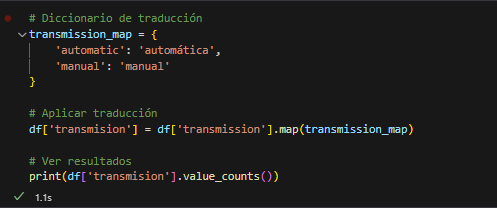 # Diccionario de traducción
transmission_map = {
    'automatic': 'automática',
    'manual': 'manual'
}
# Aplicar traducción
df['transmision'] = df['transmission'].map(transmission_map)
# Ver resultados
print(df['transmision'].value_counts())
1.1s